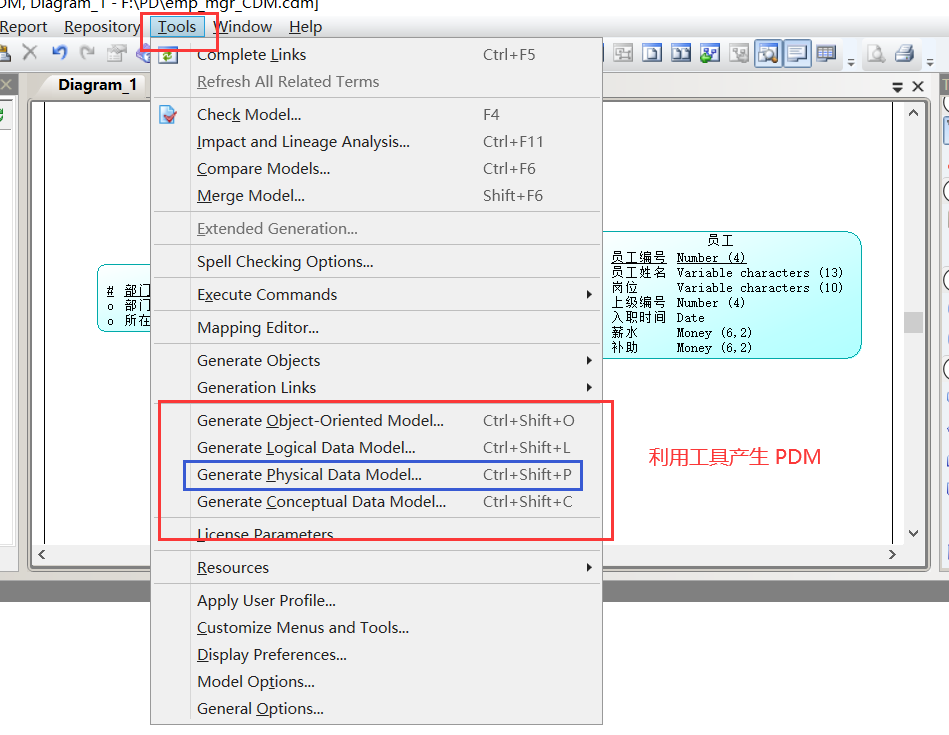 DM, Diagram_1 - F:\PD\emp_mgr_CDM.cdm]
Report Repository Tools Window Help
Diagram_1
Complete Links Ctrl+F5
Refresh All Related Terms
Check Model... F4
Impact and Lineage Analysis... Ctrl+F11
Compare Models... Ctrl+F6
Merge Model... Shift+F6
Extended Generation...
Spell Checking Options...
Execute Commands
Mapping Editor...
Generate Objects
Generation Links
Generate Object-Oriented Model... Ctrl+Shift+O
Generate Logical Data Model... Ctrl+Shift+L
Generate Physical Data Model... Ctrl+Shift+P
Generate Conceptual Data Model... Ctrl+Shift+C
License Parameters
Resources
Apply User Profile...
Customize Menus and Tools...
Display Preferences...
Model Options...
General Options...
# 部门
o 部门
o 所在
员工
员工编号 Number (4)
员工姓名 Variable characters (13)
岗位 Variable characters (10)
上级编号 Number (4)
入职时间 Date
薪水 Money (6,2)
补助 Money (6,2)
利用工具产生 PDM